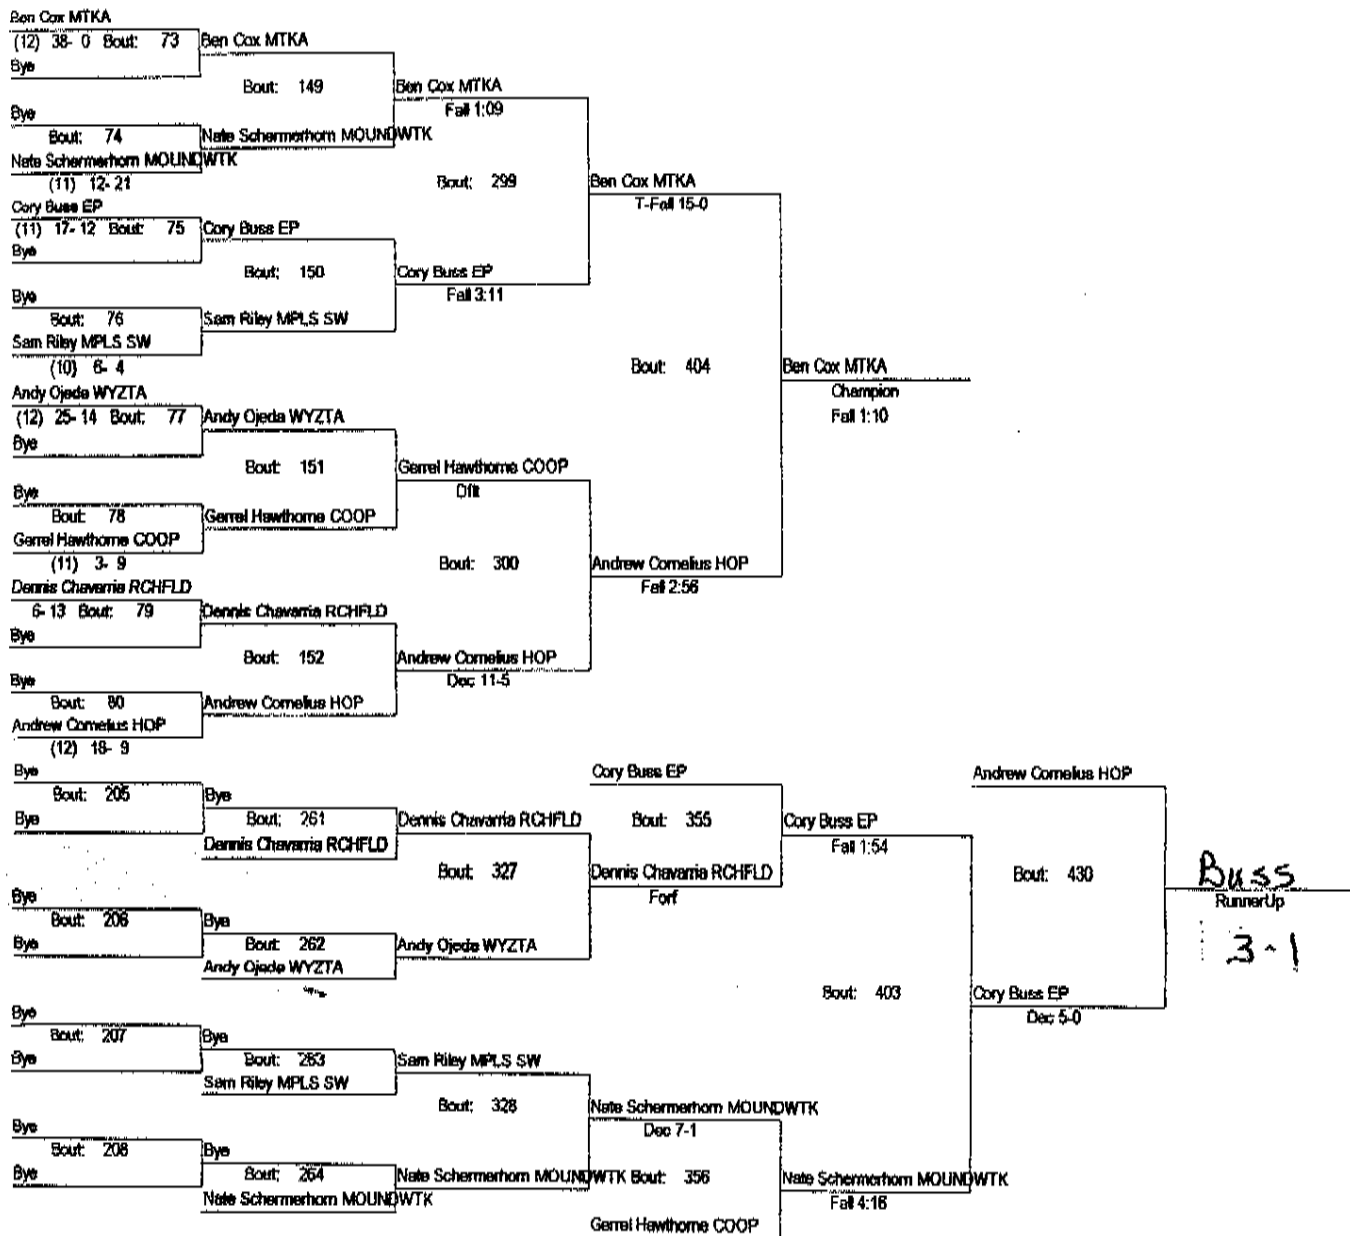 Ben Cox MTKA
(12) 38- 0 Bout: 73 Ben Cox MTKA
Bye
Bout: 149 Ben Cox MTKA
Fall 1:09
Bye
Bout: 74 Nate Schermerhorn MOUNDWTK
Nate Schermerhorn MOUNDWTK
(11) 12- 21
Bout: 299 Ben Cox MTKA
T-Fall 15-0
Cory Buss EP
(11) 17- 12 Bout: 75 Cory Buss EP
Bye
Bout: 150 Cory Buss EP
Fall 3:11
Bye
Bout: 76 Sam Riley MPLS SW
Sam Riley MPLS SW
(10) 6- 4
Bout: 404 Ben Cox MTKA
Champion
Fall 1:10
Andy Ojeda WYZTA
(12) 25- 14 Bout: 77 Andy Ojeda WYZTA
Bye
Bout: 151 Gerrel Hawthorne COOP
Dflt
Bye
Bout: 78 Gerrel Hawthorne COOP
Gerrel Hawthorne COOP
(11) 3- 9
Bout: 300 Andrew Cornelius HOP
Fall 2:56
Dennis Chavarria RCHFLD
6- 13 Bout: 79 Dennis Chavarria RCHFLD
Bye
Bout: 152 Andrew Cornelius HOP
Dec 11-5
Bye
Bout: 80 Andrew Cornelius HOP
Andrew Cornelius HOP
(12) 18- 9
Bye
Cory Buss EP
Andrew Cornelius HOP
Bout: 205 Bye
Bye
Bout: 261 Dennis Chavarria RCHFLD
Dennis Chavarria RCHFLD
Bout: 355 Cory Buss EP
Fall 1:54
Bout: 327 Dennis Chavarria RCHFLD
Forf
Bout: 430 Buss
RunnerUp
3-1
Bye
Bout: 206 Bye
Bye
Bout: 262 Andy Ojeda WYZTA
Andy Ojeda WYZTA
Bout: 403 Cory Buss EP
Dec 5-0
Bye
Bout: 207 Bye
Bye
Bout: 263 Sam Riley MPLS SW
Sam Riley MPLS SW
Bout: 328 Nate Schermerhorn MOUNDWTK
Dec 7-1
Bye
Bout: 208 Bye
Bye
Bout: 264 Nate Schermerhorn MOUNDWTK Bout: 356 Nate Schermerhorn MOUNDWTK
Nate Schermerhorn MOUNDWTK
Fall 4:16
Gerrel Hawthorne COOP